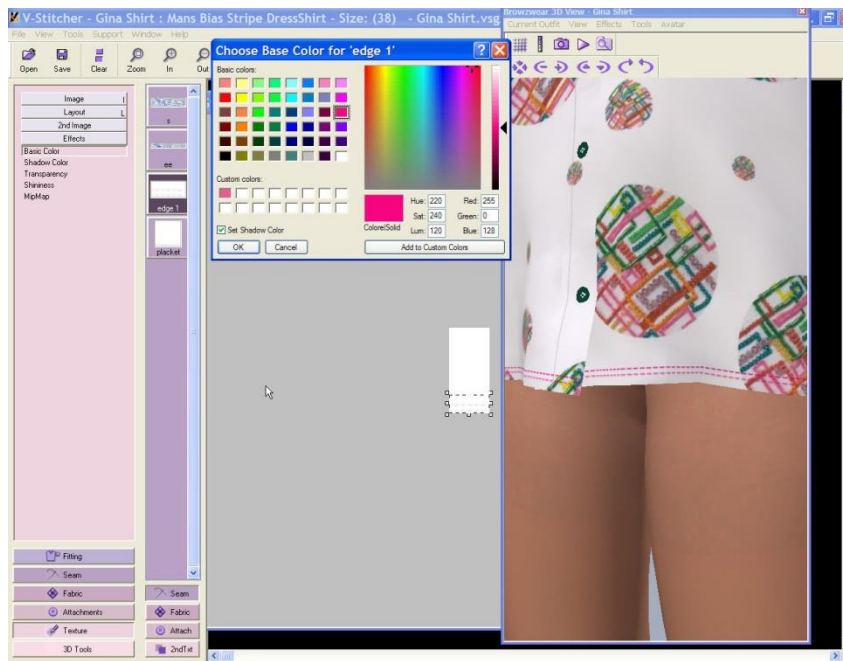 V-Stitcher - Gina Shirt : Mans Bias Stripe DressShirt - Size: (38) - Gina Shirt.vsg
File View Tools Support Window Help
Open Save Clear Zoom In Out
Image I
Layout L
2nd Image
Effects
Basic Color
Shadow Color
Transparency
Shininess
MipMap
s
ee
edge 1
placket
Choose Base Color for 'edge 1'
Basic colors:
Custom colors:
Set Shadow Color
OK Cancel
Color|Solid
Hue: 220 Red: 255
Sat: 240 Green: 0
Lum: 120 Blue: 128
Add to Custom Colors
Browzwear 3D View - Gina Shirt
Current Outfit View Effects Tools Avatar
Fitting
Seam
Fabric
Attachments
Texture
3D Tools
Seam
Fabric
Attach
2ndTxt